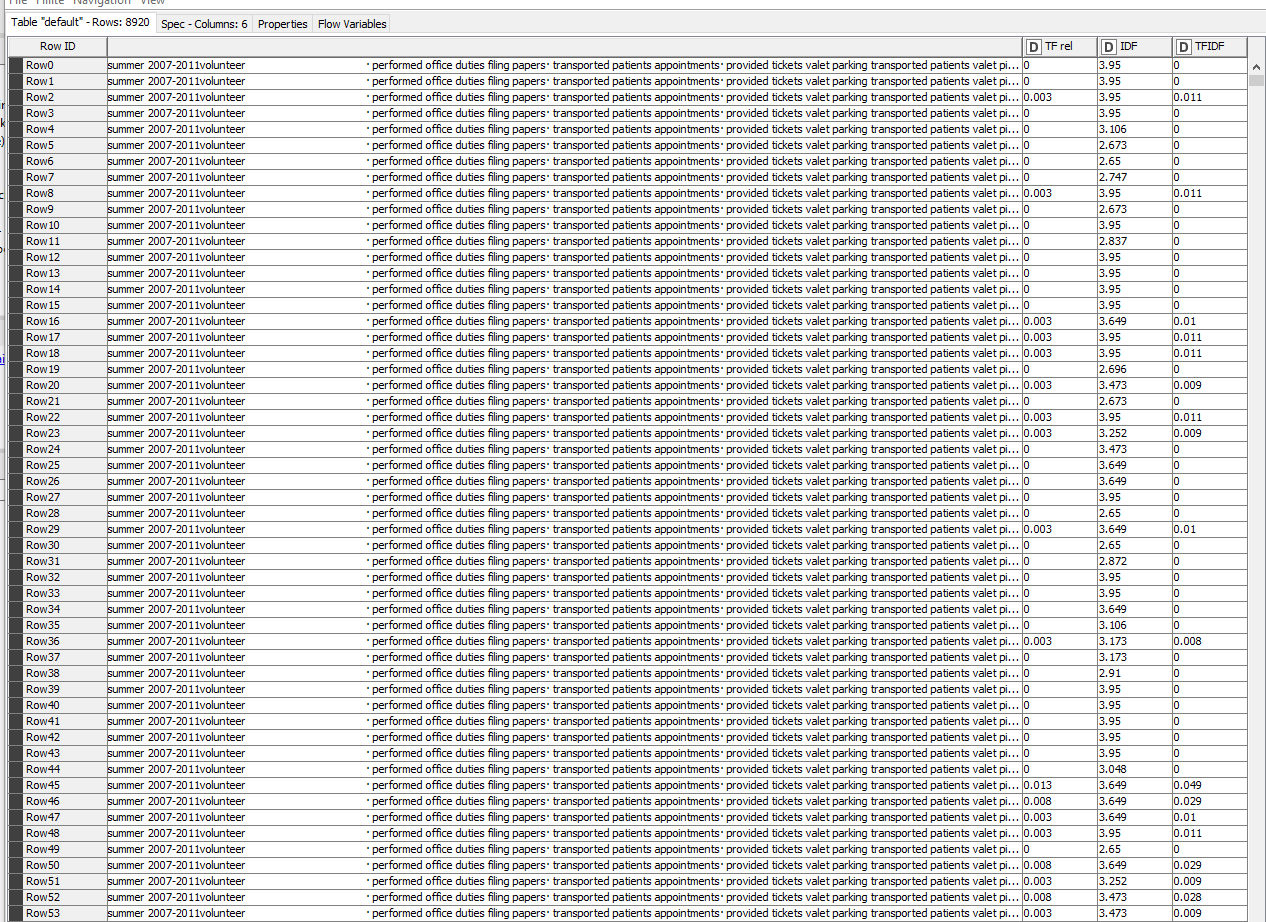 File Hilite Navigation View
Table "default" - Rows: 8920 Spec - Columns: 6 Properties Flow Variables
Row ID D TF rel D IDF D TFIDF
Row0 summer 2007-2011volunteer · performed office duties filing papers· transported patients appointments· provided tickets valet parking transported patients valet pi... 0 3.95 0
Row1 summer 2007-2011volunteer · performed office duties filing papers· transported patients appointments· provided tickets valet parking transported patients valet pi... 0 3.95 0
Row2 summer 2007-2011volunteer · performed office duties filing papers· transported patients appointments· provided tickets valet parking transported patients valet pi... 0.003 3.95 0.011
Row3 summer 2007-2011volunteer · performed office duties filing papers· transported patients appointments· provided tickets valet parking transported patients valet pi... 0 3.95 0
Row4 summer 2007-2011volunteer · performed office duties filing papers· transported patients appointments· provided tickets valet parking transported patients valet pi... 0 3.106 0
Row5 summer 2007-2011volunteer · performed office duties filing papers· transported patients appointments· provided tickets valet parking transported patients valet pi... 0 2.673 0
Row6 summer 2007-2011volunteer · performed office duties filing papers· transported patients appointments· provided tickets valet parking transported patients valet pi... 0 2.65 0
Row7 summer 2007-2011volunteer · performed office duties filing papers· transported patients appointments· provided tickets valet parking transported patients valet pi... 0 2.747 0
Row8 summer 2007-2011volunteer · performed office duties filing papers· transported patients appointments· provided tickets valet parking transported patients valet pi... 0.003 3.95 0.011
Row9 summer 2007-2011volunteer · performed office duties filing papers· transported patients appointments· provided tickets valet parking transported patients valet pi... 0 2.673 0
Row10 summer 2007-2011volunteer · performed office duties filing papers· transported patients appointments· provided tickets valet parking transported patients valet pi... 0 3.95 0
Row11 summer 2007-2011volunteer · performed office duties filing papers· transported patients appointments· provided tickets valet parking transported patients valet pi... 0 2.837 0
Row12 summer 2007-2011volunteer · performed office duties filing papers· transported patients appointments· provided tickets valet parking transported patients valet pi... 0 3.95 0
Row13 summer 2007-2011volunteer · performed office duties filing papers· transported patients appointments· provided tickets valet parking transported patients valet pi... 0 3.95 0
Row14 summer 2007-2011volunteer · performed office duties filing papers· transported patients appointments· provided tickets valet parking transported patients valet pi... 0 3.95 0
Row15 summer 2007-2011volunteer · performed office duties filing papers· transported patients appointments· provided tickets valet parking transported patients valet pi... 0 3.95 0
Row16 summer 2007-2011volunteer · performed office duties filing papers· transported patients appointments· provided tickets valet parking transported patients valet pi... 0.003 3.649 0.01
Row17 summer 2007-2011volunteer · performed office duties filing papers· transported patients appointments· provided tickets valet parking transported patients valet pi... 0.003 3.95 0.011
Row18 summer 2007-2011volunteer · performed office duties filing papers· transported patients appointments· provided tickets valet parking transported patients valet pi... 0.003 3.95 0.011
Row19 summer 2007-2011volunteer · performed office duties filing papers· transported patients appointments· provided tickets valet parking transported patients valet pi... 0 2.696 0
Row20 summer 2007-2011volunteer · performed office duties filing papers· transported patients appointments· provided tickets valet parking transported patients valet pi... 0.003 3.473 0.009
Row21 summer 2007-2011volunteer · performed office duties filing papers· transported patients appointments· provided tickets valet parking transported patients valet pi... 0 2.673 0
Row22 summer 2007-2011volunteer · performed office duties filing papers· transported patients appointments· provided tickets valet parking transported patients valet pi... 0.003 3.95 0.011
Row23 summer 2007-2011volunteer · performed office duties filing papers· transported patients appointments· provided tickets valet parking transported patients valet pi... 0.003 3.252 0.009
Row24 summer 2007-2011volunteer · performed office duties filing papers· transported patients appointments· provided tickets valet parking transported patients valet pi... 0 3.473 0
Row25 summer 2007-2011volunteer · performed office duties filing papers· transported patients appointments· provided tickets valet parking transported patients valet pi... 0 3.649 0
Row26 summer 2007-2011volunteer · performed office duties filing papers· transported patients appointments· provided tickets valet parking transported patients valet pi... 0 3.649 0
Row27 summer 2007-2011volunteer · performed office duties filing papers· transported patients appointments· provided tickets valet parking transported patients valet pi... 0 3.95 0
Row28 summer 2007-2011volunteer · performed office duties filing papers· transported patients appointments· provided tickets valet parking transported patients valet pi... 0 2.65 0
Row29 summer 2007-2011volunteer · performed office duties filing papers· transported patients appointments· provided tickets valet parking transported patients valet pi... 0.003 3.649 0.01
Row30 summer 2007-2011volunteer · performed office duties filing papers· transported patients appointments· provided tickets valet parking transported patients valet pi... 0 2.65 0
Row31 summer 2007-2011volunteer · performed office duties filing papers· transported patients appointments· provided tickets valet parking transported patients valet pi... 0 2.872 0
Row32 summer 2007-2011volunteer · performed office duties filing papers· transported patients appointments· provided tickets valet parking transported patients valet pi... 0 3.95 0
Row33 summer 2007-2011volunteer · performed office duties filing papers· transported patients appointments· provided tickets valet parking transported patients valet pi... 0 3.95 0
Row34 summer 2007-2011volunteer · performed office duties filing papers· transported patients appointments· provided tickets valet parking transported patients valet pi... 0 3.649 0
Row35 summer 2007-2011volunteer · performed office duties filing papers· transported patients appointments· provided tickets valet parking transported patients valet pi... 0 3.106 0
Row36 summer 2007-2011volunteer · performed office duties filing papers· transported patients appointments· provided tickets valet parking transported patients valet pi... 0.003 3.173 0.008
Row37 summer 2007-2011volunteer · performed office duties filing papers· transported patients appointments· provided tickets valet parking transported patients valet pi... 0 3.173 0
Row38 summer 2007-2011volunteer · performed office duties filing papers· transported patients appointments· provided tickets valet parking transported patients valet pi... 0 2.91 0
Row39 summer 2007-2011volunteer · performed office duties filing papers· transported patients appointments· provided tickets valet parking transported patients valet pi... 0 3.95 0
Row40 summer 2007-2011volunteer · performed office duties filing papers· transported patients appointments· provided tickets valet parking transported patients valet pi... 0 3.95 0
Row41 summer 2007-2011volunteer · performed office duties filing papers· transported patients appointments· provided tickets valet parking transported patients valet pi... 0 3.95 0
Row42 summer 2007-2011volunteer · performed office duties filing papers· transported patients appointments· provided tickets valet parking transported patients valet pi... 0 3.95 0
Row43 summer 2007-2011volunteer · performed office duties filing papers· transported patients appointments· provided tickets valet parking transported patients valet pi... 0 3.95 0
Row44 summer 2007-2011volunteer · performed office duties filing papers· transported patients appointments· provided tickets valet parking transported patients valet pi... 0 3.048 0
Row45 summer 2007-2011volunteer · performed office duties filing papers· transported patients appointments· provided tickets valet parking transported patients valet pi... 0.013 3.649 0.049
Row46 summer 2007-2011volunteer · performed office duties filing papers· transported patients appointments· provided tickets valet parking transported patients valet pi... 0.008 3.649 0.029
Row47 summer 2007-2011volunteer · performed office duties filing papers· transported patients appointments· provided tickets valet parking transported patients valet pi... 0.003 3.649 0.01
Row48 summer 2007-2011volunteer · performed office duties filing papers· transported patients appointments· provided tickets valet parking transported patients valet pi... 0.003 3.95 0.011
Row49 summer 2007-2011volunteer · performed office duties filing papers· transported patients appointments· provided tickets valet parking transported patients valet pi... 0 2.65 0
Row50 summer 2007-2011volunteer · performed office duties filing papers· transported patients appointments· provided tickets valet parking transported patients valet pi... 0.008 3.649 0.029
Row51 summer 2007-2011volunteer · performed office duties filing papers· transported patients appointments· provided tickets valet parking transported patients valet pi... 0.003 3.252 0.009
Row52 summer 2007-2011volunteer · performed office duties filing papers· transported patients appointments· provided tickets valet parking transported patients valet pi... 0.008 3.473 0.028
Row53 summer 2007-2011volunteer · performed office duties filing papers· transported patients appointments· provided tickets valet parking transported patients valet pi... 0.003 3.473 0.009